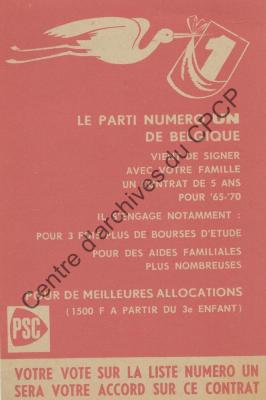 1
LE PARTI NUMERO UN
DE BELGIQUE
VIENT DE SIGNER
AVEC VOTRE FAMILLE
UN CONTRAT DE 5 ANS
POUR '65-'70
IL S'ENGAGE NOTAMMENT :
POUR 3 FOIS PLUS DE BOURSES D'ETUDE
POUR DES AIDES FAMILIALES
PLUS NOMBREUSES
POUR DE MEILLEURES ALLOCATIONS
(1500 F A PARTIR DU 3e ENFANT)
PSC
VOTRE VOTE SUR LA LISTE NUMERO UN
SERA VOTRE ACCORD SUR CE CONTRAT
Centre d'archives du CPCP